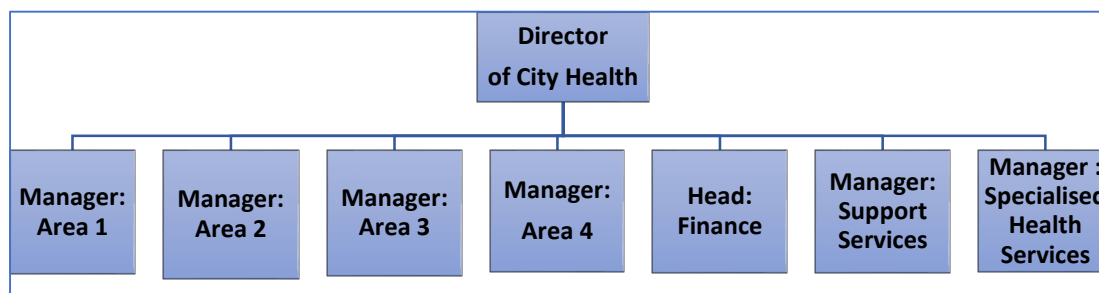 Director
of City Health
Manager:
Area 1
Manager:
Area 2
Manager:
Area 3
Manager:
Area 4
Head:
Finance
Manager:
Support
Services
Manager :
Specialised
Health
Services